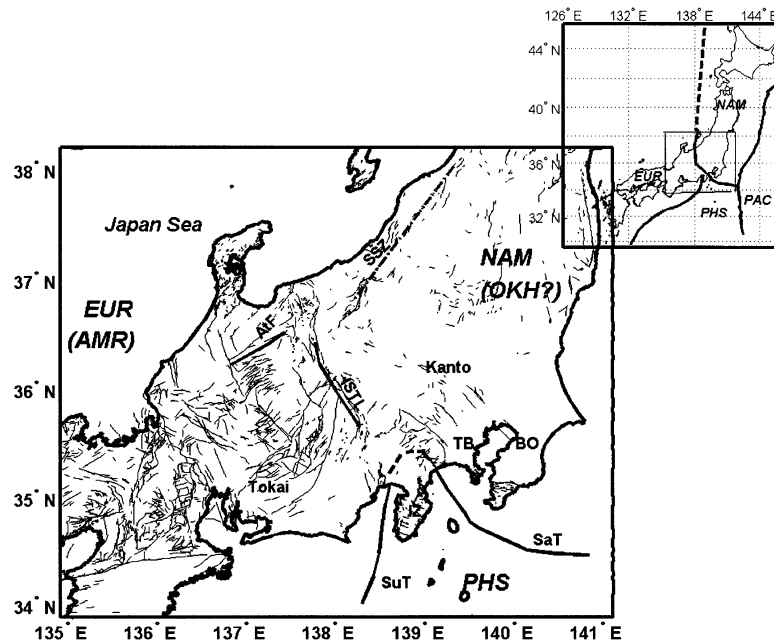 126° E 132° E 138° E 144° E
44° N
40° N
36° N
32° N
NAM
EUR
PAC
PHS
38° N
37° N
36° N
35° N
34° N
Japan Sea
SSZ
NAM
(OKH?)
EUR
(AMR)
AtF
ISTL
Kanto
TB
BO
Tokai
SaT
SuT
PHS
135° E 136° E 137° E 138° E 139° E 140° E 141° E